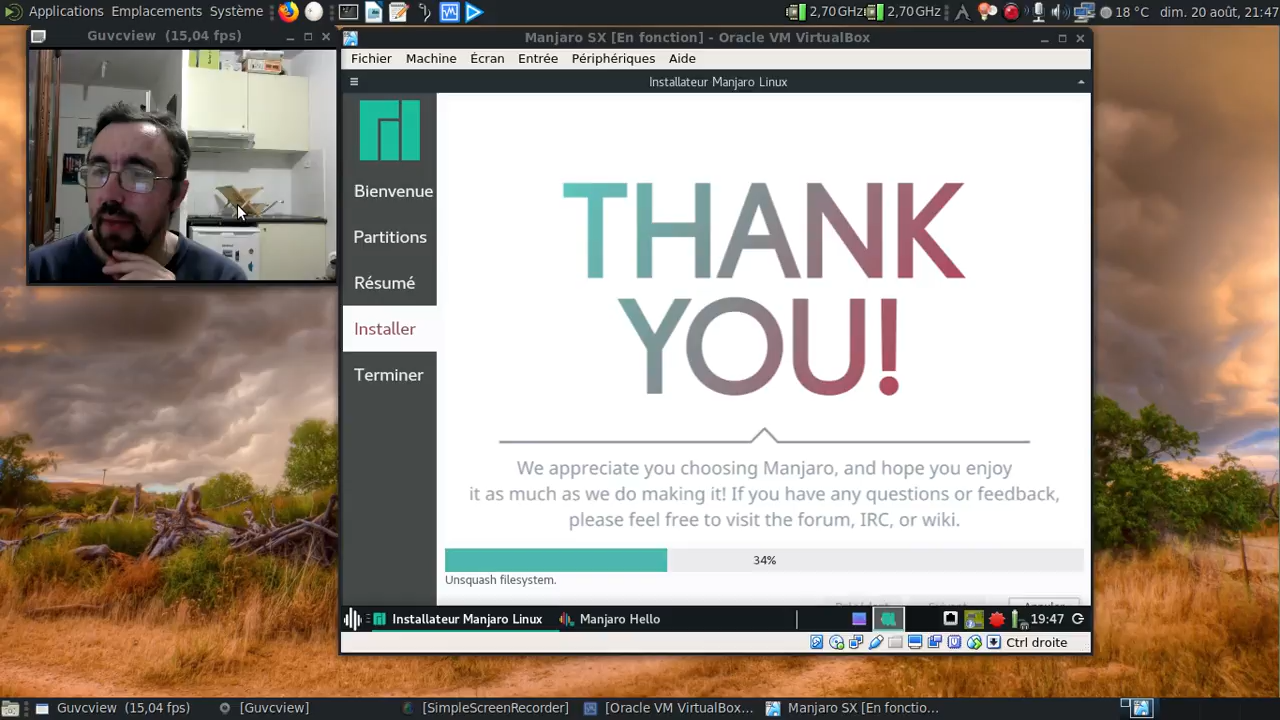 Applications Emplacements Système
2,70 GHz 2,70 GHz
18 °C dim. 20 août, 21:47
Guvcview (15,04 fps)
Manjaro SX [En fonction] - Oracle VM VirtualBox
Fichier Machine Écran Entrée Périphériques Aide
Installateur Manjaro Linux
Bienvenue
Partitions
Résumé
Installer
Terminer
THANK
YOU!
We appreciate you choosing Manjaro, and hope you enjoy
it as much as we do making it! If you have any questions or feedback,
please feel free to visit the forum, IRC, or wiki.
34%
Unsquash filesystem.
Installateur Manjaro Linux Manjaro Hello 19:47
Ctrl droite
Guvcview (15,04 fps) [Guvcview] [SimpleScreenRecorder] [Oracle VM VirtualBox... Manjaro SX [En fonctio...